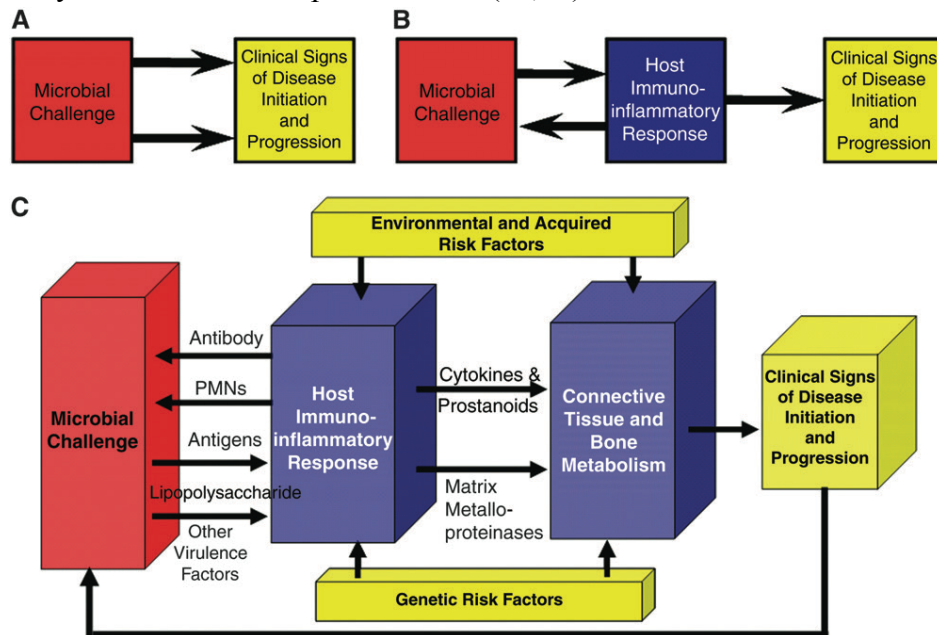 A
Microbial
Challenge
Clinical Signs
of Disease
Initiation
and
Progression
B
Microbial
Challenge
Host
Immuno-
inflammatory
Response
Clinical Signs
of Disease
Initiation
and
Progression
C
Environmental and Acquired
Risk Factors
Microbial
Challenge
Antibody
PMNs
Antigens
Lipopolysaccharide
Other
Virulence
Factors
Host
Immuno-
inflammatory
Response
Cytokines &
Prostanoids
Matrix
Metallo-
proteinases
Connective
Tissue and
Bone
Metabolism
Clinical Signs
of Disease
Initiation
and
Progression
Genetic Risk Factors